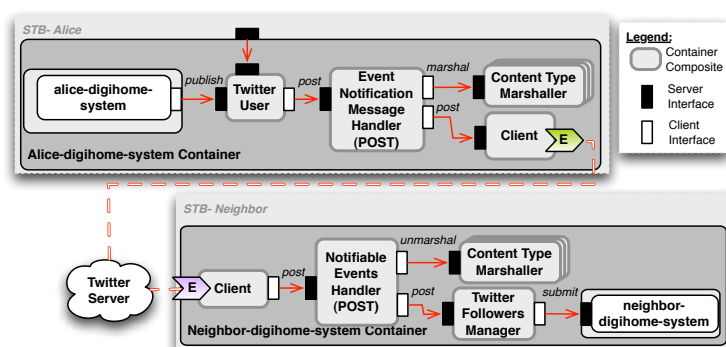 STB- Alice
alice-digihome-
system
publish
Twitter
User
post
Event
Notification
Message
Handler
(POST)
marshal
Content Type
Marshaller
post
Client
E
Alice-digihome-system Container
Legend:
Container
Composite
Server
Interface
Client
Interface
STB- Neighbor
Twitter
Server
E
Client
post
Notifiable
Events
Handler
(POST)
unmarshal
Content Type
Marshaller
post
Twitter
Followers
Manager
submit
neighbor-
digihome-system
Neighbor-digihome-system Container